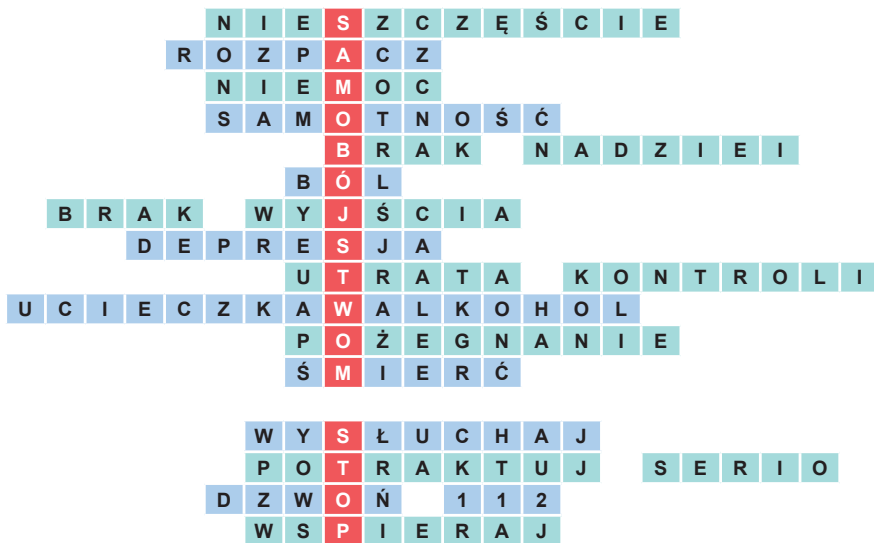 NIESZCZĘŚCIE
ROZPACZ
NIEMOC
SAMOTNOŚĆ
BRAK NADZIEI
BÓL
BRAK WYJŚCIA
DEPRESJA
UTRATA KONTROLI
UCIECZKA W ALKOHOL
POŻEGNANIE
ŚMIERĆ
WYSŁUCHAJ
POTRAKTUJ SERIO
DZWOŃ 112
WSPIERAJ